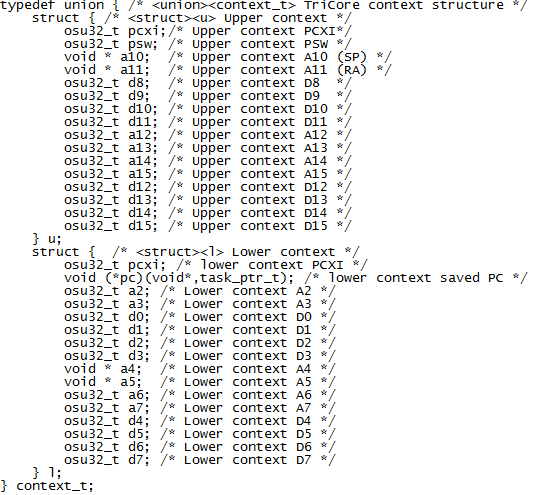 typedef union { /* <union><context_t> TriCore context structure */
    struct { /* <struct><u> Upper context */
        osu32_t pcxi;/* Upper context PCXI*/
        osu32_t psw; /* Upper context PSW */
        void * a10;  /* Upper context A10 (SP) */
        void * a11;  /* Upper context A11 (RA) */
        osu32_t d8;  /* Upper context D8  */
        osu32_t d9;  /* Upper context D9  */
        osu32_t d10; /* Upper context D10 */
        osu32_t d11; /* Upper context D11 */
        osu32_t a12; /* Upper context A12 */
        osu32_t a13; /* Upper context A13 */
        osu32_t a14; /* Upper context A14 */
        osu32_t a15; /* Upper context A15 */
        osu32_t d12; /* Upper context D12 */
        osu32_t d13; /* Upper context D13 */
        osu32_t d14; /* Upper context D14 */
        osu32_t d15; /* Upper context D15 */
    } u;
    struct {  /* <struct><l> Lower context */
        osu32_t pcxi; /* lower context PCXI */
        void (*pc)(void*,task_ptr_t); /* lower context saved PC */
        osu32_t a2; /* Lower context A2 */
        osu32_t a3; /* Lower context A3 */
        osu32_t d0; /* Lower context D0 */
        osu32_t d1; /* Lower context D1 */
        osu32_t d2; /* Lower context D2 */
        osu32_t d3; /* Lower context D3 */
        void * a4;  /* Lower context A4 */
        void * a5;  /* Lower context A5 */
        osu32_t a6; /* Lower context A6 */
        osu32_t a7; /* Lower context A7 */
        osu32_t d4; /* Lower context D4 */
        osu32_t d5; /* Lower context D5 */
        osu32_t d6; /* Lower context D6 */
        osu32_t d7; /* Lower context D7 */
    } l;
} context_t;